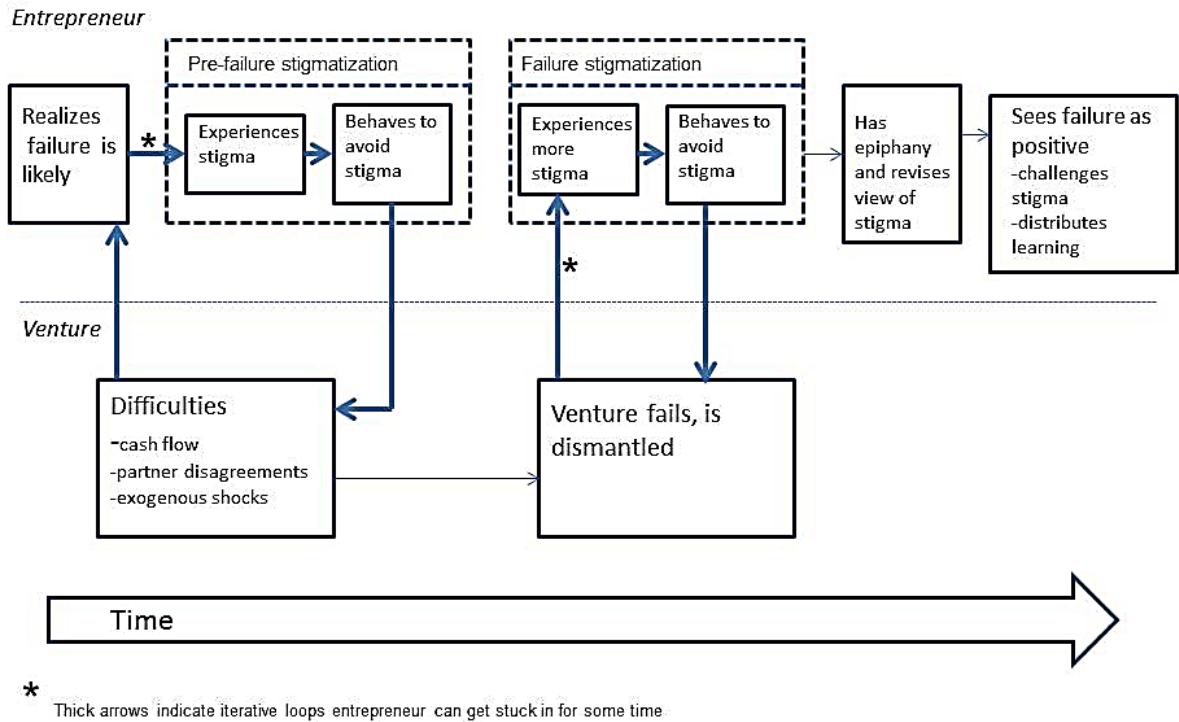 Entrepreneur
Pre-failure stigmatization
Failure stigmatization
Realizes
failure is
likely
*
Experiences
stigma
Behaves to
avoid
stigma
Experiences
more
stigma
Behaves to
avoid
stigma
Has
epiphany
and revises
view of
stigma
Sees failure as
positive
-challenges
stigma
-distributes
learning
*
Venture
Difficulties
-cash flow
-partner disagreements
-exogenous shocks
Venture fails, is
dismantled
Time
* Thick arrows indicate iterative loops entrepreneur can get stuck in for some time